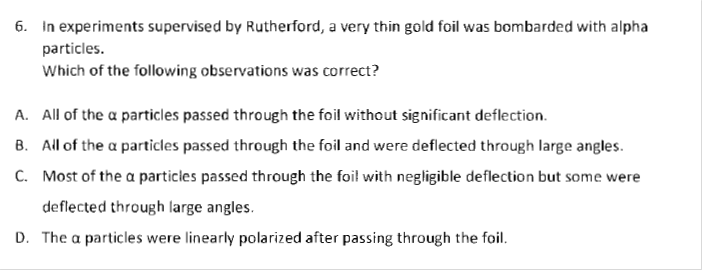 6. In experiments supervised by Rutherford, a very thin gold foil was bombarded with alpha
particles.
Which of the following observations was correct?
A. All of the α particles passed through the foil without significant deflection.
B. All of the α particles passed through the foil and were deflected through large angles.
C. Most of the α particles passed through the foil with negligible deflection but some were
deflected through large angles.
D. The α particles were linearly polarized after passing through the foil.